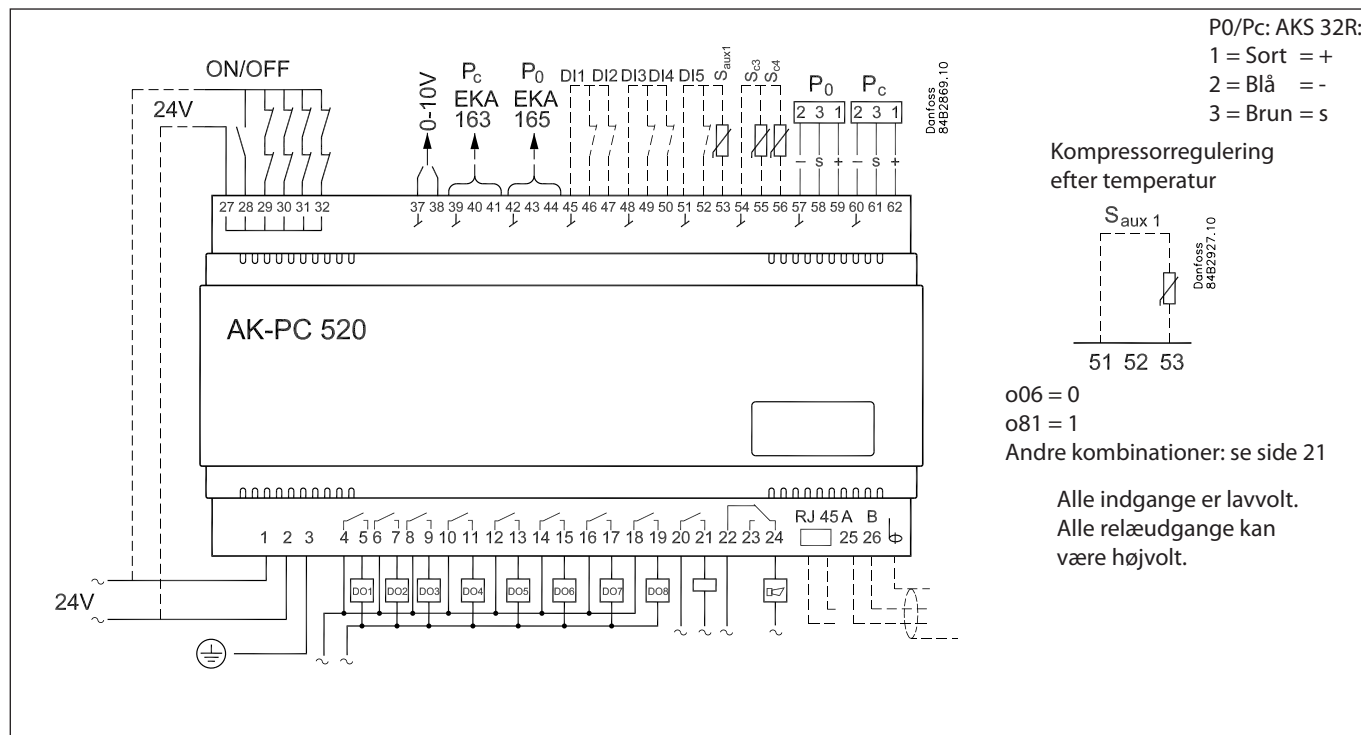 P0/Pc: AKS 32R:
1 = Sort = +
2 = Blå = -
3 = Brun = s
ON/OFF
24V
0-10V
Pc
EKA
163
P0
EKA
165
DI1 DI2 DI3 DI4 DI5 Saux1 Sc3 Sc4
P0 Pc
2 3 1 2 3 1
– s + – s +
Danfoss
84B2869.10
27 28 29 30 31 32 37 38 39 40 41 42 43 44 45 46 47 48 49 50 51 52 53 54 55 56 57 58 59 60 61 62
Kompressorregulering
efter temperatur
Saux 1
Danfoss
84B2927.10
51 52 53
AK-PC 520
o06 = 0
o81 = 1
Andre kombinationer: se side 21
Alle indgange er lavvolt.
Alle relæudgange kan
være højvolt.
RJ 45 A B
1 2 3 4 5 6 7 8 9 10 11 12 13 14 15 16 17 18 19 20 21 22 23 24 25 26
DO1 DO2 DO3 DO4 DO5 DO6 DO7 DO8
24V